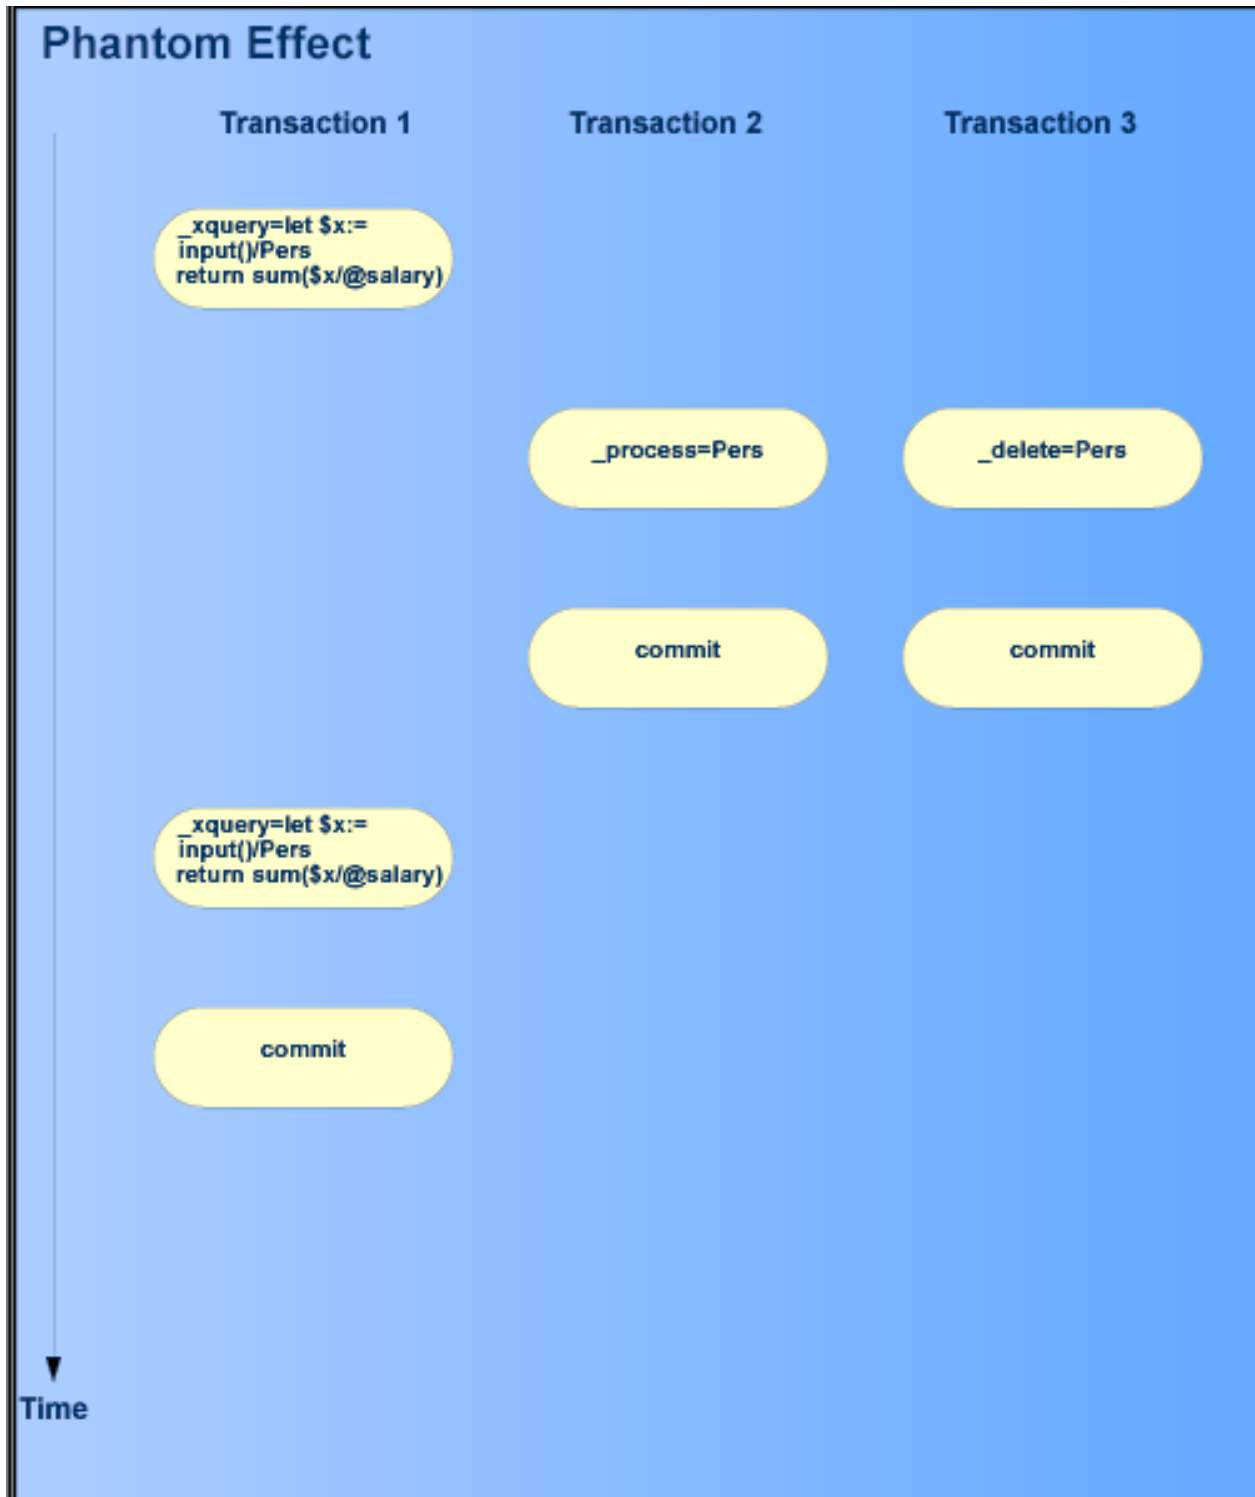 Phantom Effect
Transaction 1
Transaction 2
Transaction 3
_xquery=let $x:=
input()/Pers
return sum($x/@salary)
_process=Pers
_delete=Pers
commit
commit
_xquery=let $x:=
input()/Pers
return sum($x/@salary)
commit
Time